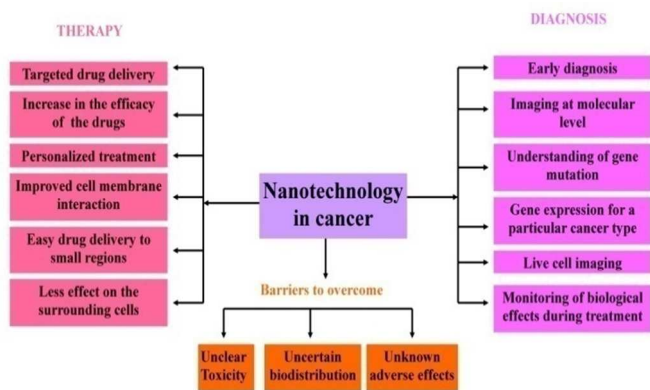 THERAPY
Targeted drug delivery
Increase in the efficacy
of the drugs
Personalized treatment
Improved cell membrane
interaction
Easy drug delivery to
small regions
Less effect on the
surrounding cells
Nanotechnology
in cancer
Barriers to overcome
Unclear
Toxicity
Uncertain
biodistribution
Unknown
adverse effects
DIAGNOSIS
Early diagnosis
Imaging at molecular
level
Understanding of gene
mutation
Gene expression for a
particular cancer type
Live cell imaging
Monitoring of biological
effects during treatment